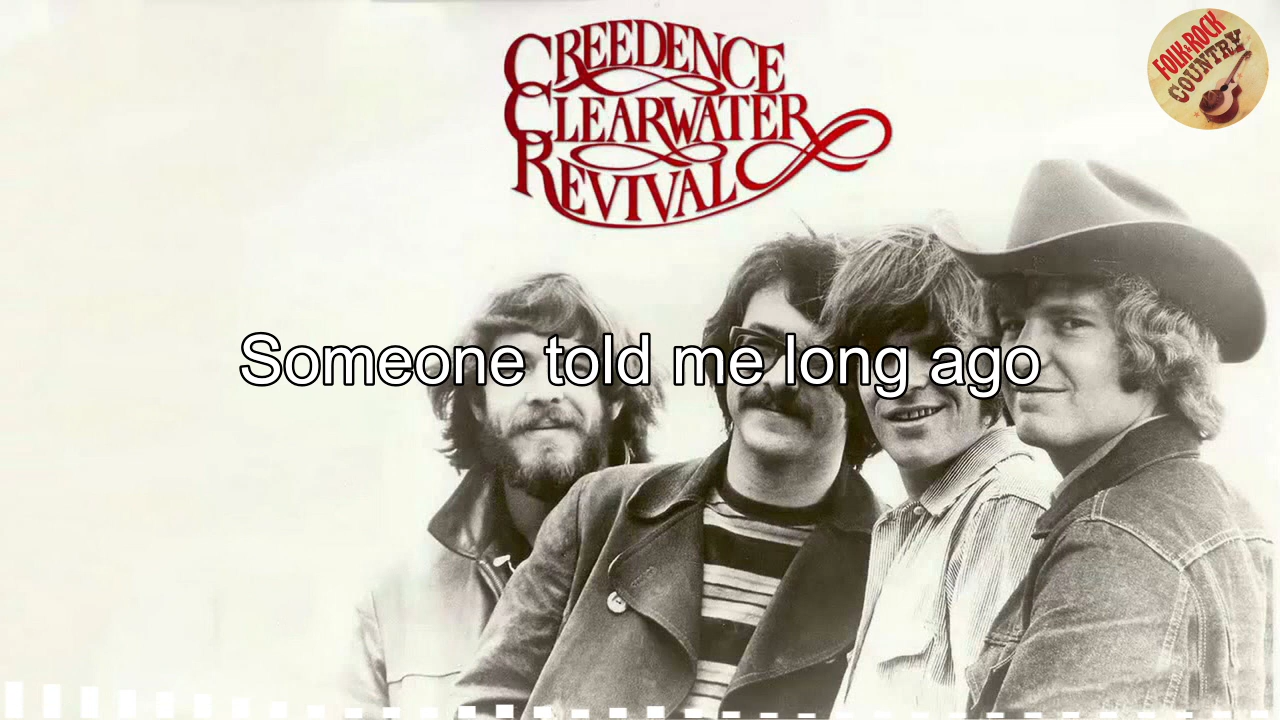 CREEDENCE
CLEARWATER
REVIVAL
FOLK & ROCK
COUNTRY
Someone told me long ago